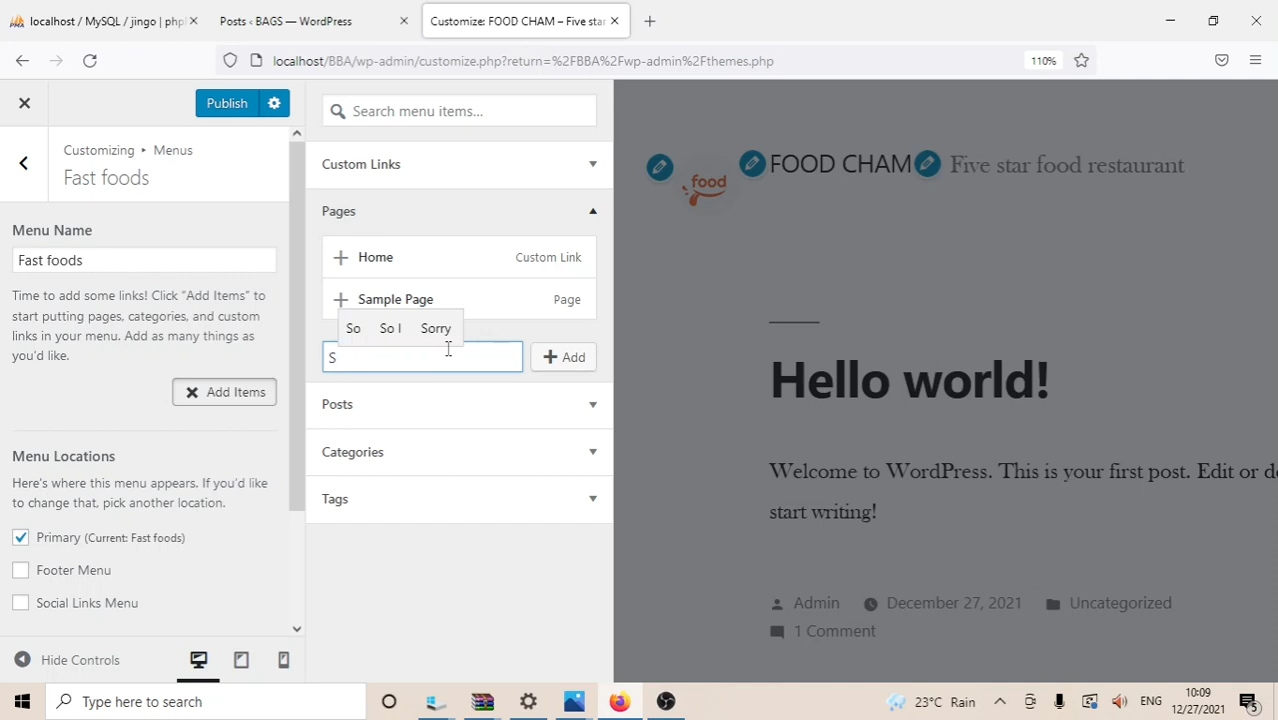 localhost / MySQL / jingo | php
Posts ‹ BAGS — WordPress
Customize: FOOD CHAM – Five star
localhost/BBA/wp-admin/customize.php?return=%2FBBA%2Fwp-admin%2Fthemes.php
110%
Publish
Customizing ▸ Menus
Fast foods
Menu Name
Fast foods
Time to add some links! Click “Add Items” to
start putting pages, categories, and custom
links in your menu. Add as many things as
you’d like.
Add Items
Menu Locations
Here’s where this menu appears. If you’d like
to change that, pick another location.
Primary (Current: Fast foods)
Footer Menu
Social Links Menu
Hide Controls
Search menu items...
Custom Links
Pages
Home Custom Link
Sample Page Page
So So I Sorry
S
Add
Posts
Categories
Tags
food
FOOD CHAM Five star food restaurant
Hello world!
Welcome to WordPress. This is your first post. Edit or de
start writing!
Admin December 27, 2021 Uncategorized
1 Comment
Type here to search
23°C Rain
ENG
10:09
12/27/2021
5